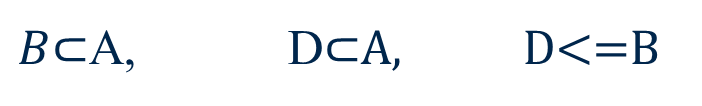 B⊂A, D⊂A, D<=B